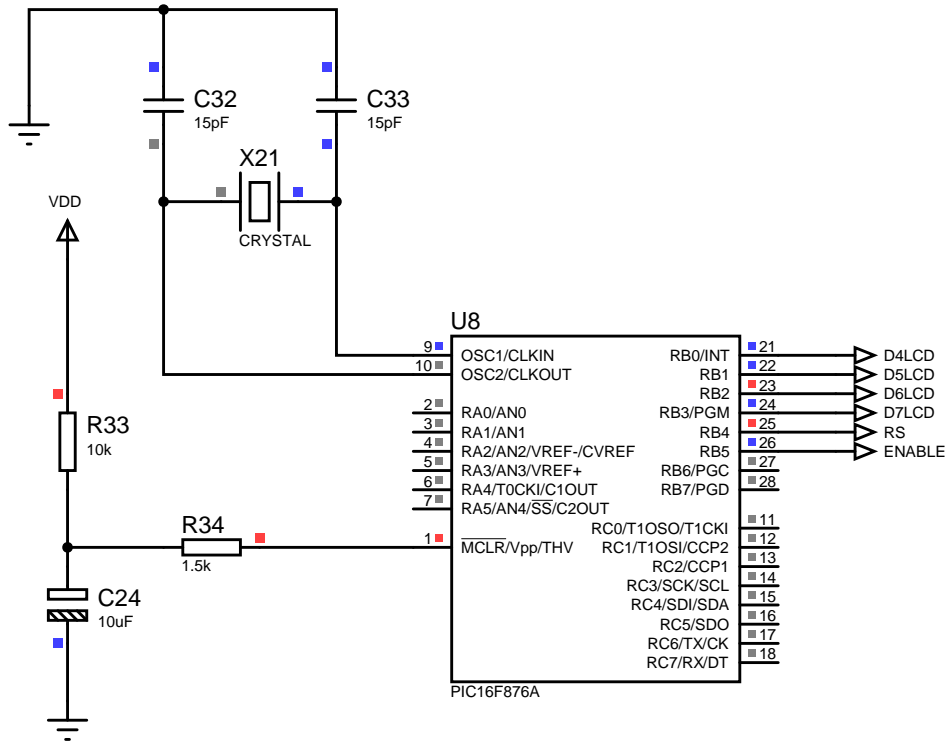 C32
15pF
C33
15pF
X21
CRYSTAL
VDD
R33
10k
R34
1.5k
C24
10uF
U8
9 OSC1/CLKIN
10 OSC2/CLKOUT
2 RA0/AN0
3 RA1/AN1
4 RA2/AN2/VREF-/CVREF
5 RA3/AN3/VREF+
6 RA4/T0CKI/C1OUT
7 RA5/AN4/SS/C2OUT
1 MCLR/Vpp/THV
RB0/INT 21 D4LCD
RB1 22 D5LCD
RB2 23 D6LCD
RB3/PGM 24 D7LCD
RB4 25 RS
RB5 26 ENABLE
RB6/PGC 27
RB7/PGD 28
RC0/T1OSO/T1CKI 11
RC1/T1OSI/CCP2 12
RC2/CCP1 13
RC3/SCK/SCL 14
RC4/SDI/SDA 15
RC5/SDO 16
RC6/TX/CK 17
RC7/RX/DT 18
PIC16F876A